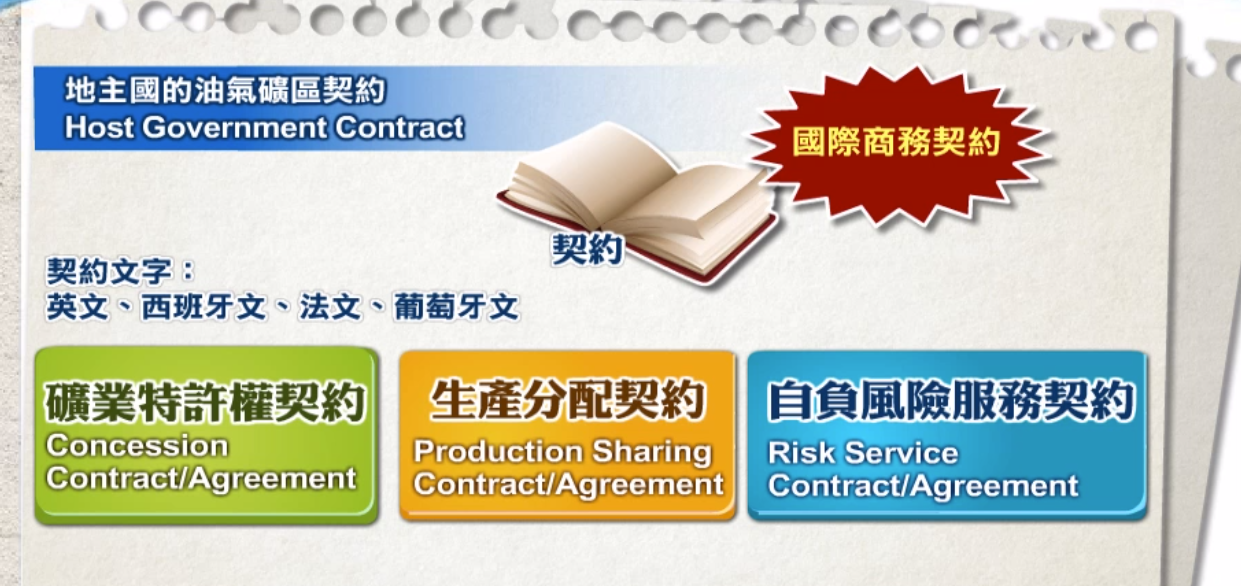 地主國的油氣礦區契約
Host Government Contract
國際商務契約
契約
契約文字：
英文、西班牙文、法文、葡萄牙文
礦業特許權契約
Concession
Contract/Agreement
生產分配契約
Production Sharing
Contract/Agreement
自負風險服務契約
Risk Service
Contract/Agreement